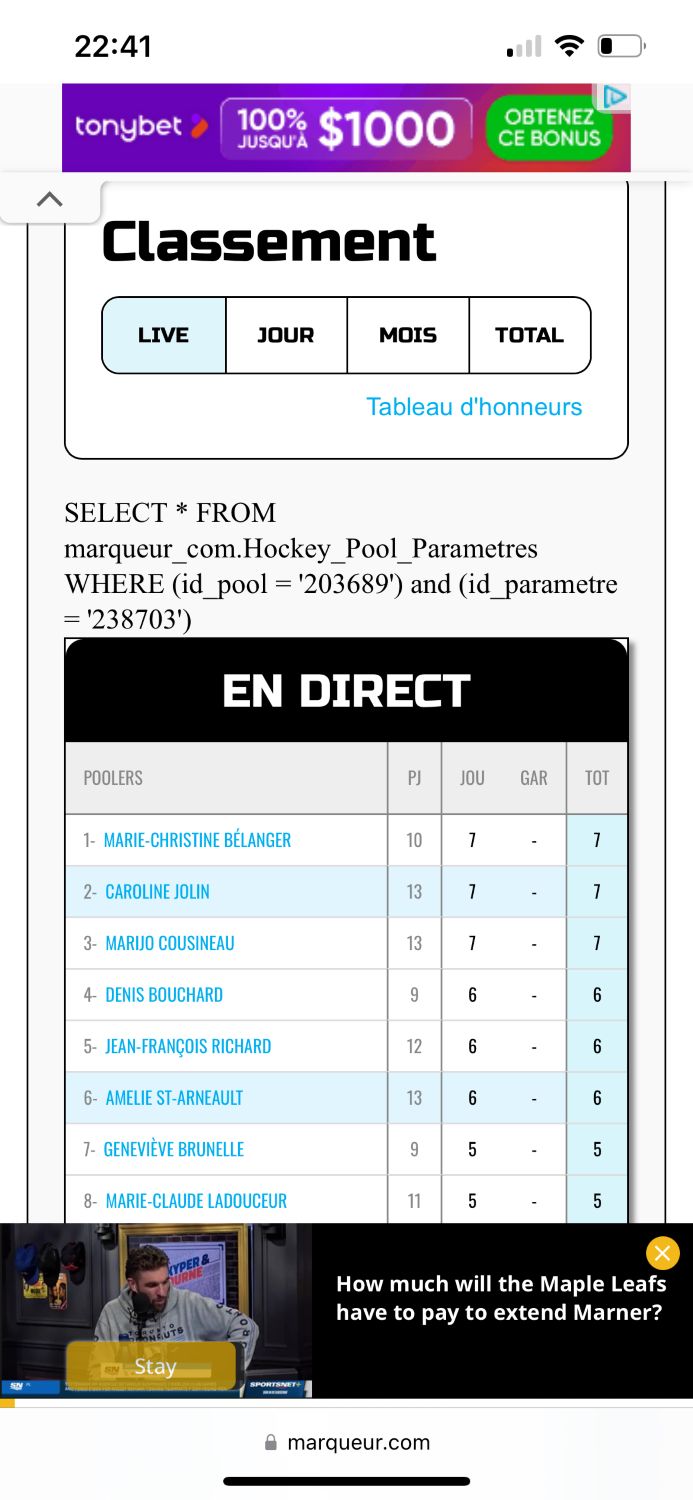 22:41
tonybet
100%
JUSQU'À
$1000
OBTENEZ
CE BONUS
Classement
LIVE JOUR MOIS TOTAL
Tableau d'honneurs
SELECT * FROM
marqueur_com.Hockey_Pool_Parametres
WHERE (id_pool = '203689') and (id_parametre
= '238703')
EN DIRECT
POOLERS PJ JOU GAR TOT
1- MARIE-CHRISTINE BÉLANGER 10 7 - 7
2- CAROLINE JOLIN 13 7 - 7
3- MARIJO COUSINEAU 13 7 - 7
4- DENIS BOUCHARD 9 6 - 6
5- JEAN-FRANÇOIS RICHARD 12 6 - 6
6- AMELIE ST-ARNEAULT 13 6 - 6
7- GENEVIÈVE BRUNELLE 9 5 - 5
8- MARIE-CLAUDE LADOUCEUR 11 5 - 5
How much will the Maple Leafs
have to pay to extend Marner?
Stay
SN
SPORTSNET+
marqueur.com